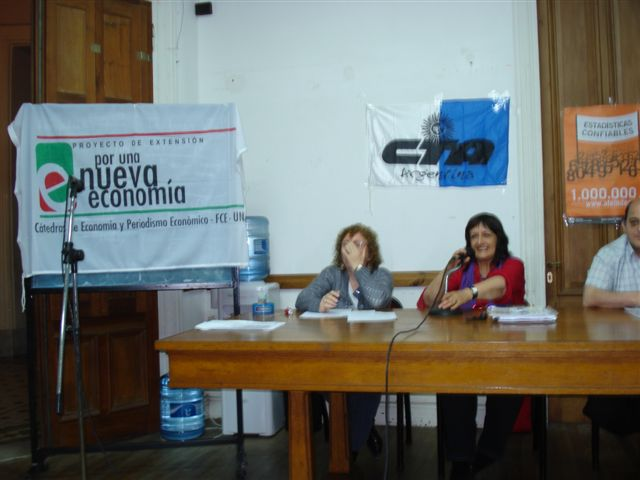 PROYECTO DE EXTENSIÓN
por una
e nueva
economía
Cátedras de Economía y Periodismo Económico - FCE - UN
cta
Argentina
ESTADÍSTICAS
CONFIABLES
1.000.000